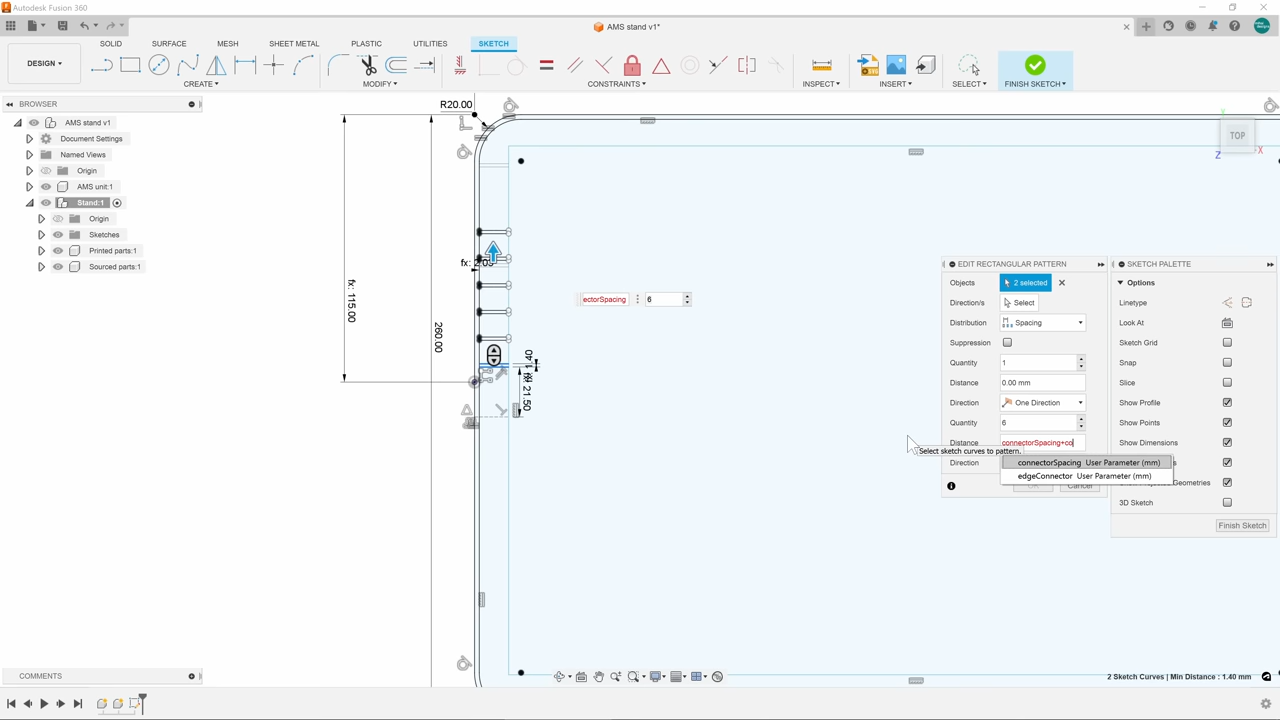 Autodesk Fusion 360
AMS stand v1*
DESIGN
SOLID SURFACE MESH SHEET METAL PLASTIC UTILITIES SKETCH
CREATE MODIFY CONSTRAINTS INSPECT INSERT SELECT FINISH SKETCH
BROWSER
AMS stand v1
Document Settings
Named Views
Origin
AMS unit:1
Stand:1
Origin
Sketches
Printed parts:1
Sourced parts:1
R20.00
fx: 115.00
260.00
fx: 2.05
21.50
ectorSpacing
6
TOP
X
Y
Z
EDIT RECTANGULAR PATTERN
Objects 2 selected
Direction/s Select
Distribution Spacing
Suppression
Quantity 1
Distance 0.00 mm
Direction One Direction
Quantity 6
Distance connectorSpacing+co
Direction
Select sketch curves to pattern.
connectorSpacing User Parameter (mm)
edgeConnector User Parameter (mm)
Cancel
SKETCH PALETTE
Options
Linetype
Look At
Sketch Grid
Snap
Slice
Show Profile
Show Points
Show Dimensions
3D Sketch
Finish Sketch
COMMENTS
2 Sketch Curves | Min Distance : 1.40 mm